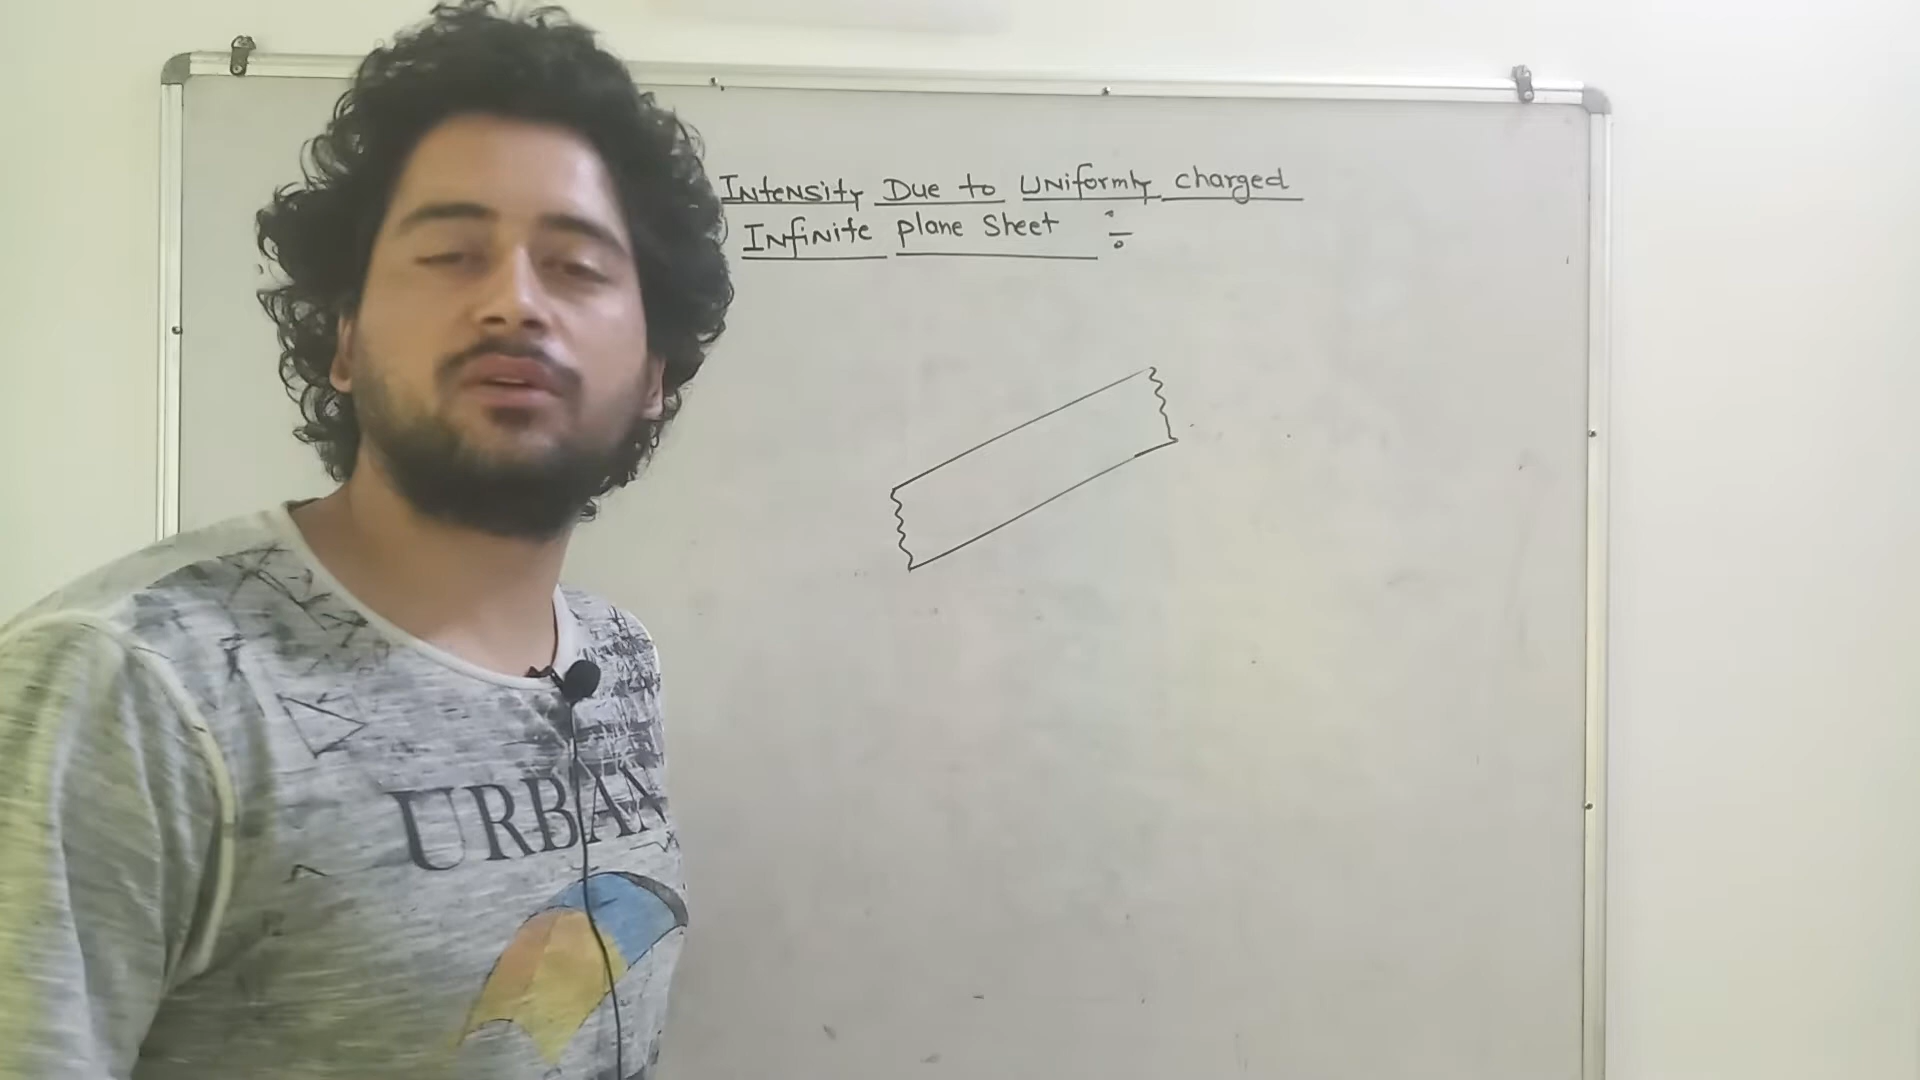 Intensity Due to Uniformly charged
Infinite plane Sheet ÷
URBAN